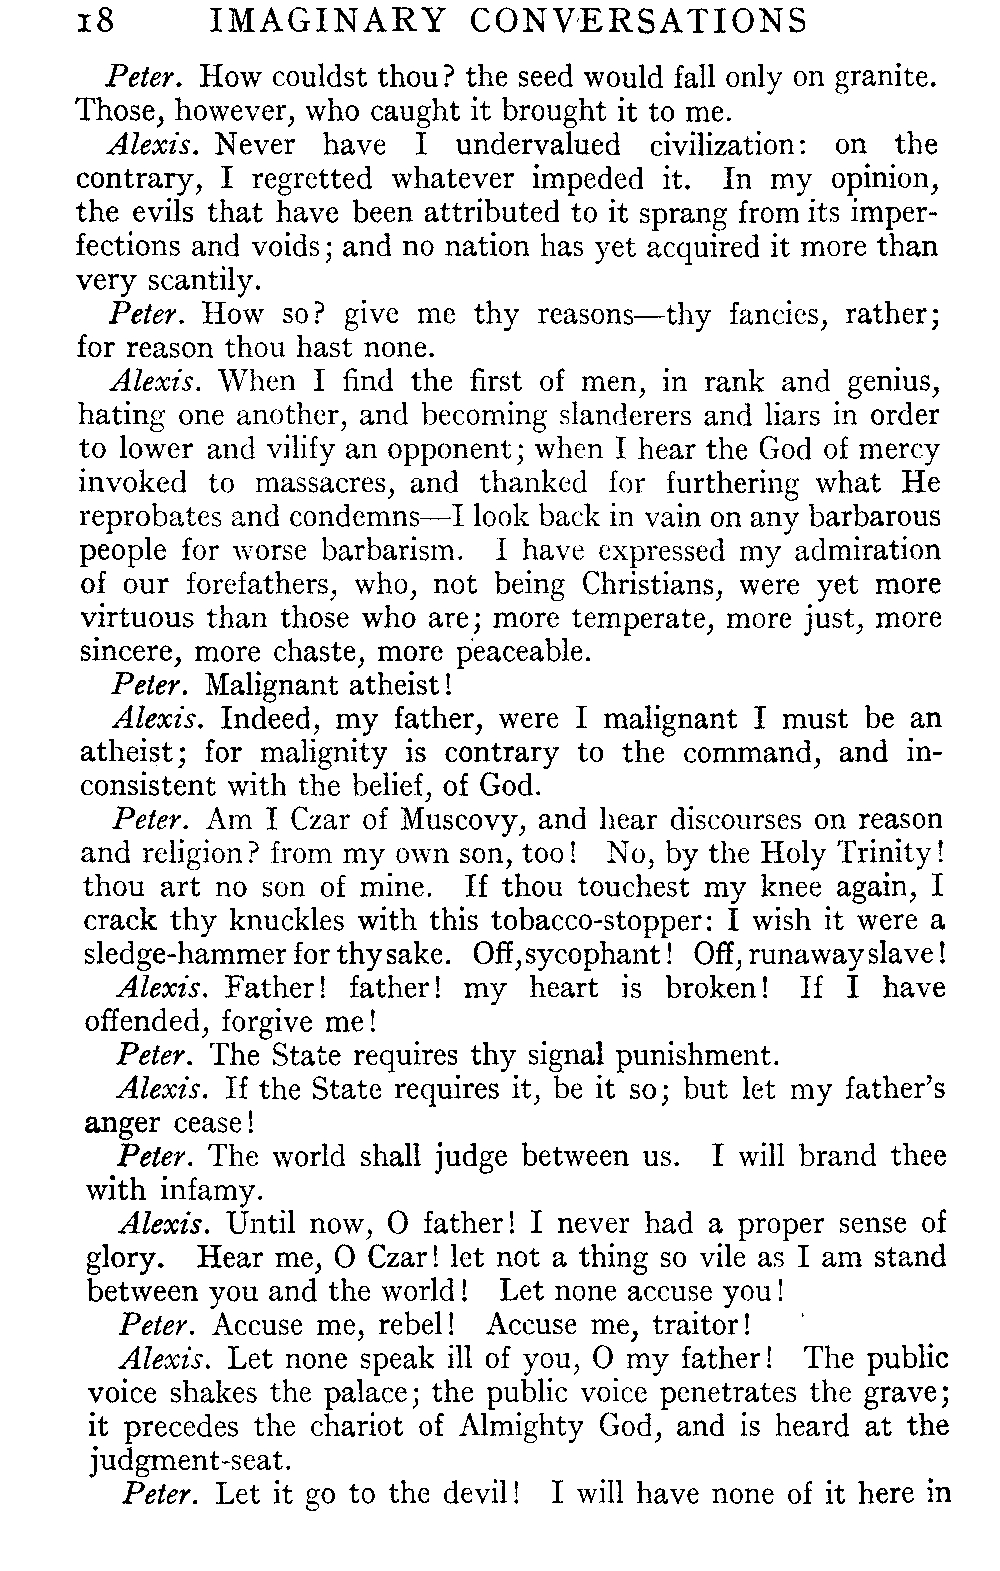 18 IMAGINARY CONVERSATIONS
Peter. How couldst thou? the seed would fall only on granite.
Those, however, who caught it brought it to me.
Alexis. Never have I undervalued civilization: on the
contrary, I regretted whatever impeded it. In my opinion,
the evils that have been attributed to it sprang from its imper-
fections and voids; and no nation has yet acquired it more than
very scantily.
Peter. How so? give me thy reasons—thy fancies, rather;
for reason thou hast none.
Alexis. When I find the first of men, in rank and genius,
hating one another, and becoming slanderers and liars in order
to lower and vilify an opponent; when I hear the God of mercy
invoked to massacres, and thanked for furthering what He
reprobates and condemns—I look back in vain on any barbarous
people for worse barbarism. I have expressed my admiration
of our forefathers, who, not being Christians, were yet more
virtuous than those who are; more temperate, more just, more
sincere, more chaste, more peaceable.
Peter. Malignant atheist!
Alexis. Indeed, my father, were I malignant I must be an
atheist; for malignity is contrary to the command, and in-
consistent with the belief, of God.
Peter. Am I Czar of Muscovy, and hear discourses on reason
and religion? from my own son, too! No, by the Holy Trinity!
thou art no son of mine. If thou touchest my knee again, I
crack thy knuckles with this tobacco-stopper: I wish it were a
sledge-hammer for thy sake. Off, sycophant! Off, runaway slave!
Alexis. Father! father! my heart is broken! If I have
offended, forgive me!
Peter. The State requires thy signal punishment.
Alexis. If the State requires it, be it so; but let my father's
anger cease!
Peter. The world shall judge between us. I will brand thee
with infamy.
Alexis. Until now, O father! I never had a proper sense of
glory. Hear me, O Czar! let not a thing so vile as I am stand
between you and the world! Let none accuse you!
Peter. Accuse me, rebel! Accuse me, traitor!
Alexis. Let none speak ill of you, O my father! The public
voice shakes the palace; the public voice penetrates the grave;
it precedes the chariot of Almighty God, and is heard at the
judgment-seat.
Peter. Let it go to the devil! I will have none of it here in